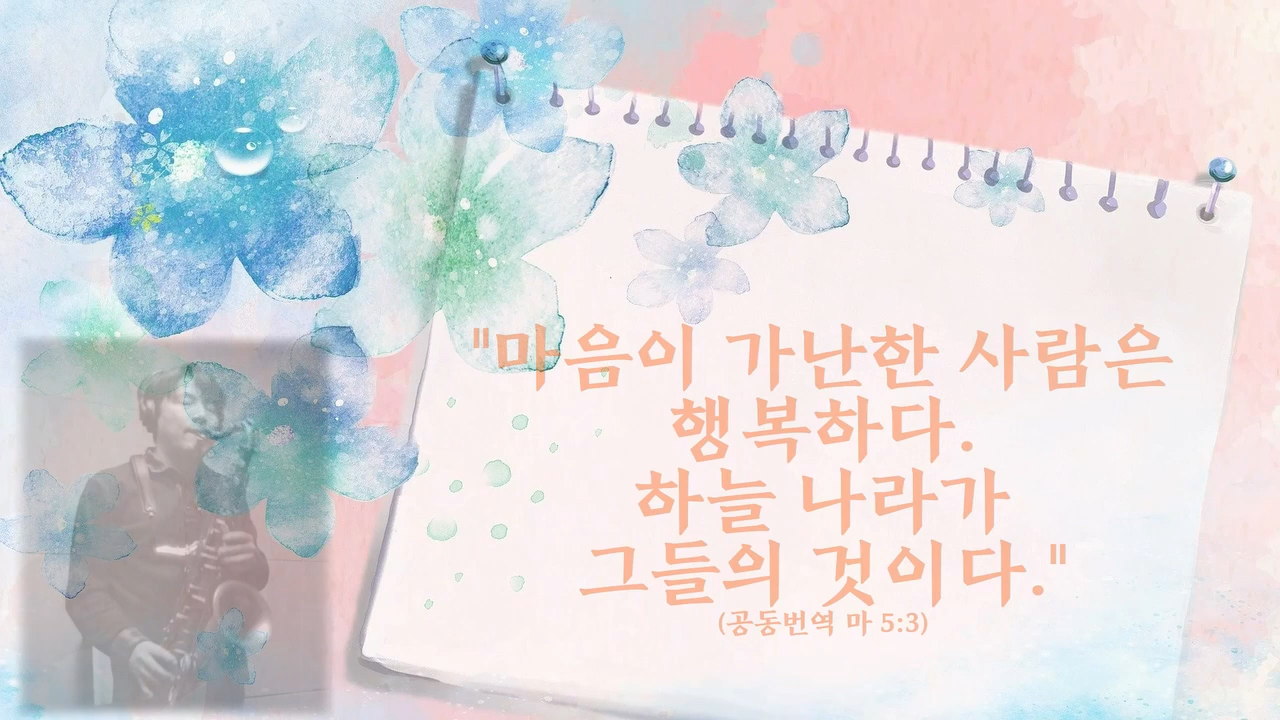 "마음이 가난한 사람은
행복하다.
하늘 나라가
그들의 것이다."
(공동번역 마 5:3)